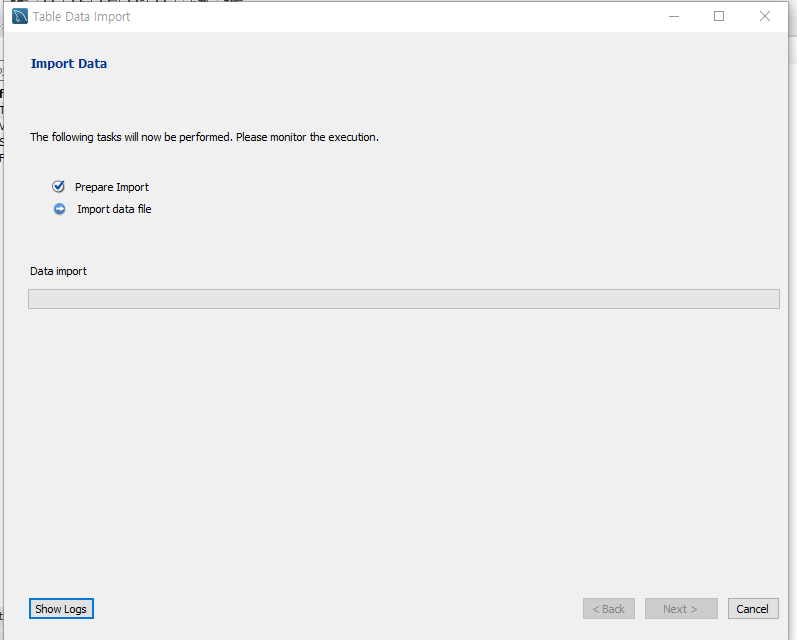 Table Data Import
Import Data
The following tasks will now be performed. Please monitor the execution.
Prepare Import
Import data file
Data import
Show Logs
< Back
Next >
Cancel